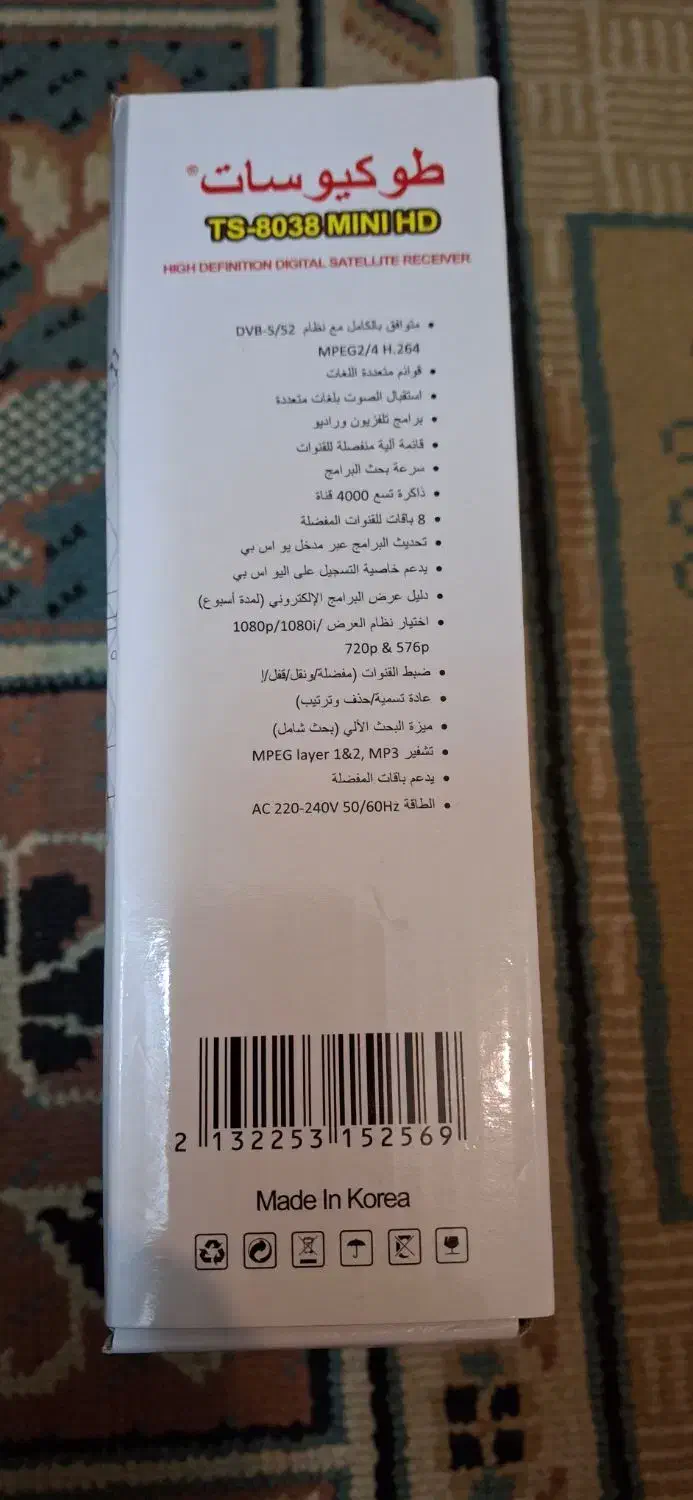 طوكيوسات®
TS-8038 MINI HD
HIGH DEFINITION DIGITAL SATELLITE RECEIVER
• متوافق بالكامل مع نظام DVB-S/S2
MPEG2/4 H.264
• قوائم متعددة اللغات
• استقبال الصوت بلغات متعددة
• برامج تلفزيون وراديو
• قائمة آلية منفصلة للقنوات
• سرعة بحث البرامج
• ذاكرة تسع 4000 قناة
• 8 باقات للقنوات المفضلة
• تحديث البرامج عبر مدخل يو اس بي
• يدعم خاصية التسجيل على اليو اس بي
• دليل عرض البرامج الإلكتروني (لمدة أسبوع)
• اختيار نظام العرض /1080p/1080i
720p & 576p
• ضبط القنوات (مفضلة/ونقل/قفل/إ
• عادة تسمية/حذف وترتيب)
• ميزة البحث الآلي (بحث شامل)
• تشفير MPEG layer 1&2, MP3
• يدعم باقات المفضلة
• الطاقة AC 220-240V 50/60Hz
2 132253 152569
Made In Korea